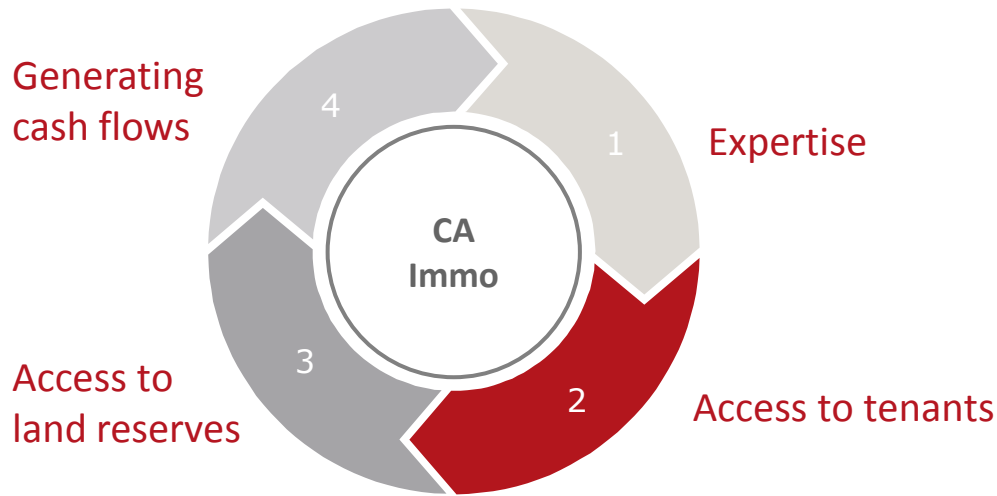 Generating
cash flows
4
1
Expertise
CA
Immo
3
Access to
land reserves
2
Access to tenants